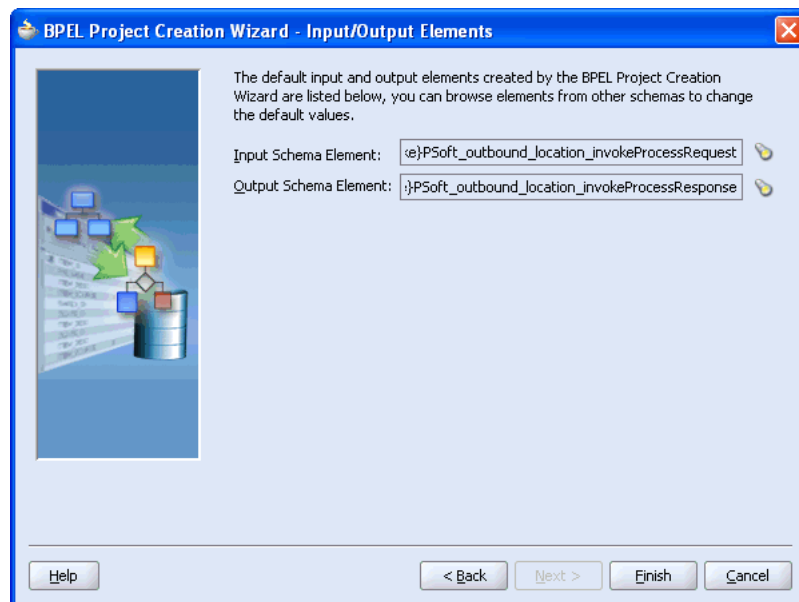 BPEL Project Creation Wizard - Input/Output Elements
The default input and output elements created by the BPEL Project Creation
Wizard are listed below, you can browse elements from other schemas to change
the default values.
Input Schema Element: :e}PSoft_outbound_location_invokeProcessRequest
Output Schema Element: :}PSoft_outbound_location_invokeProcessResponse
Help
< Back
Next >
Finish
Cancel